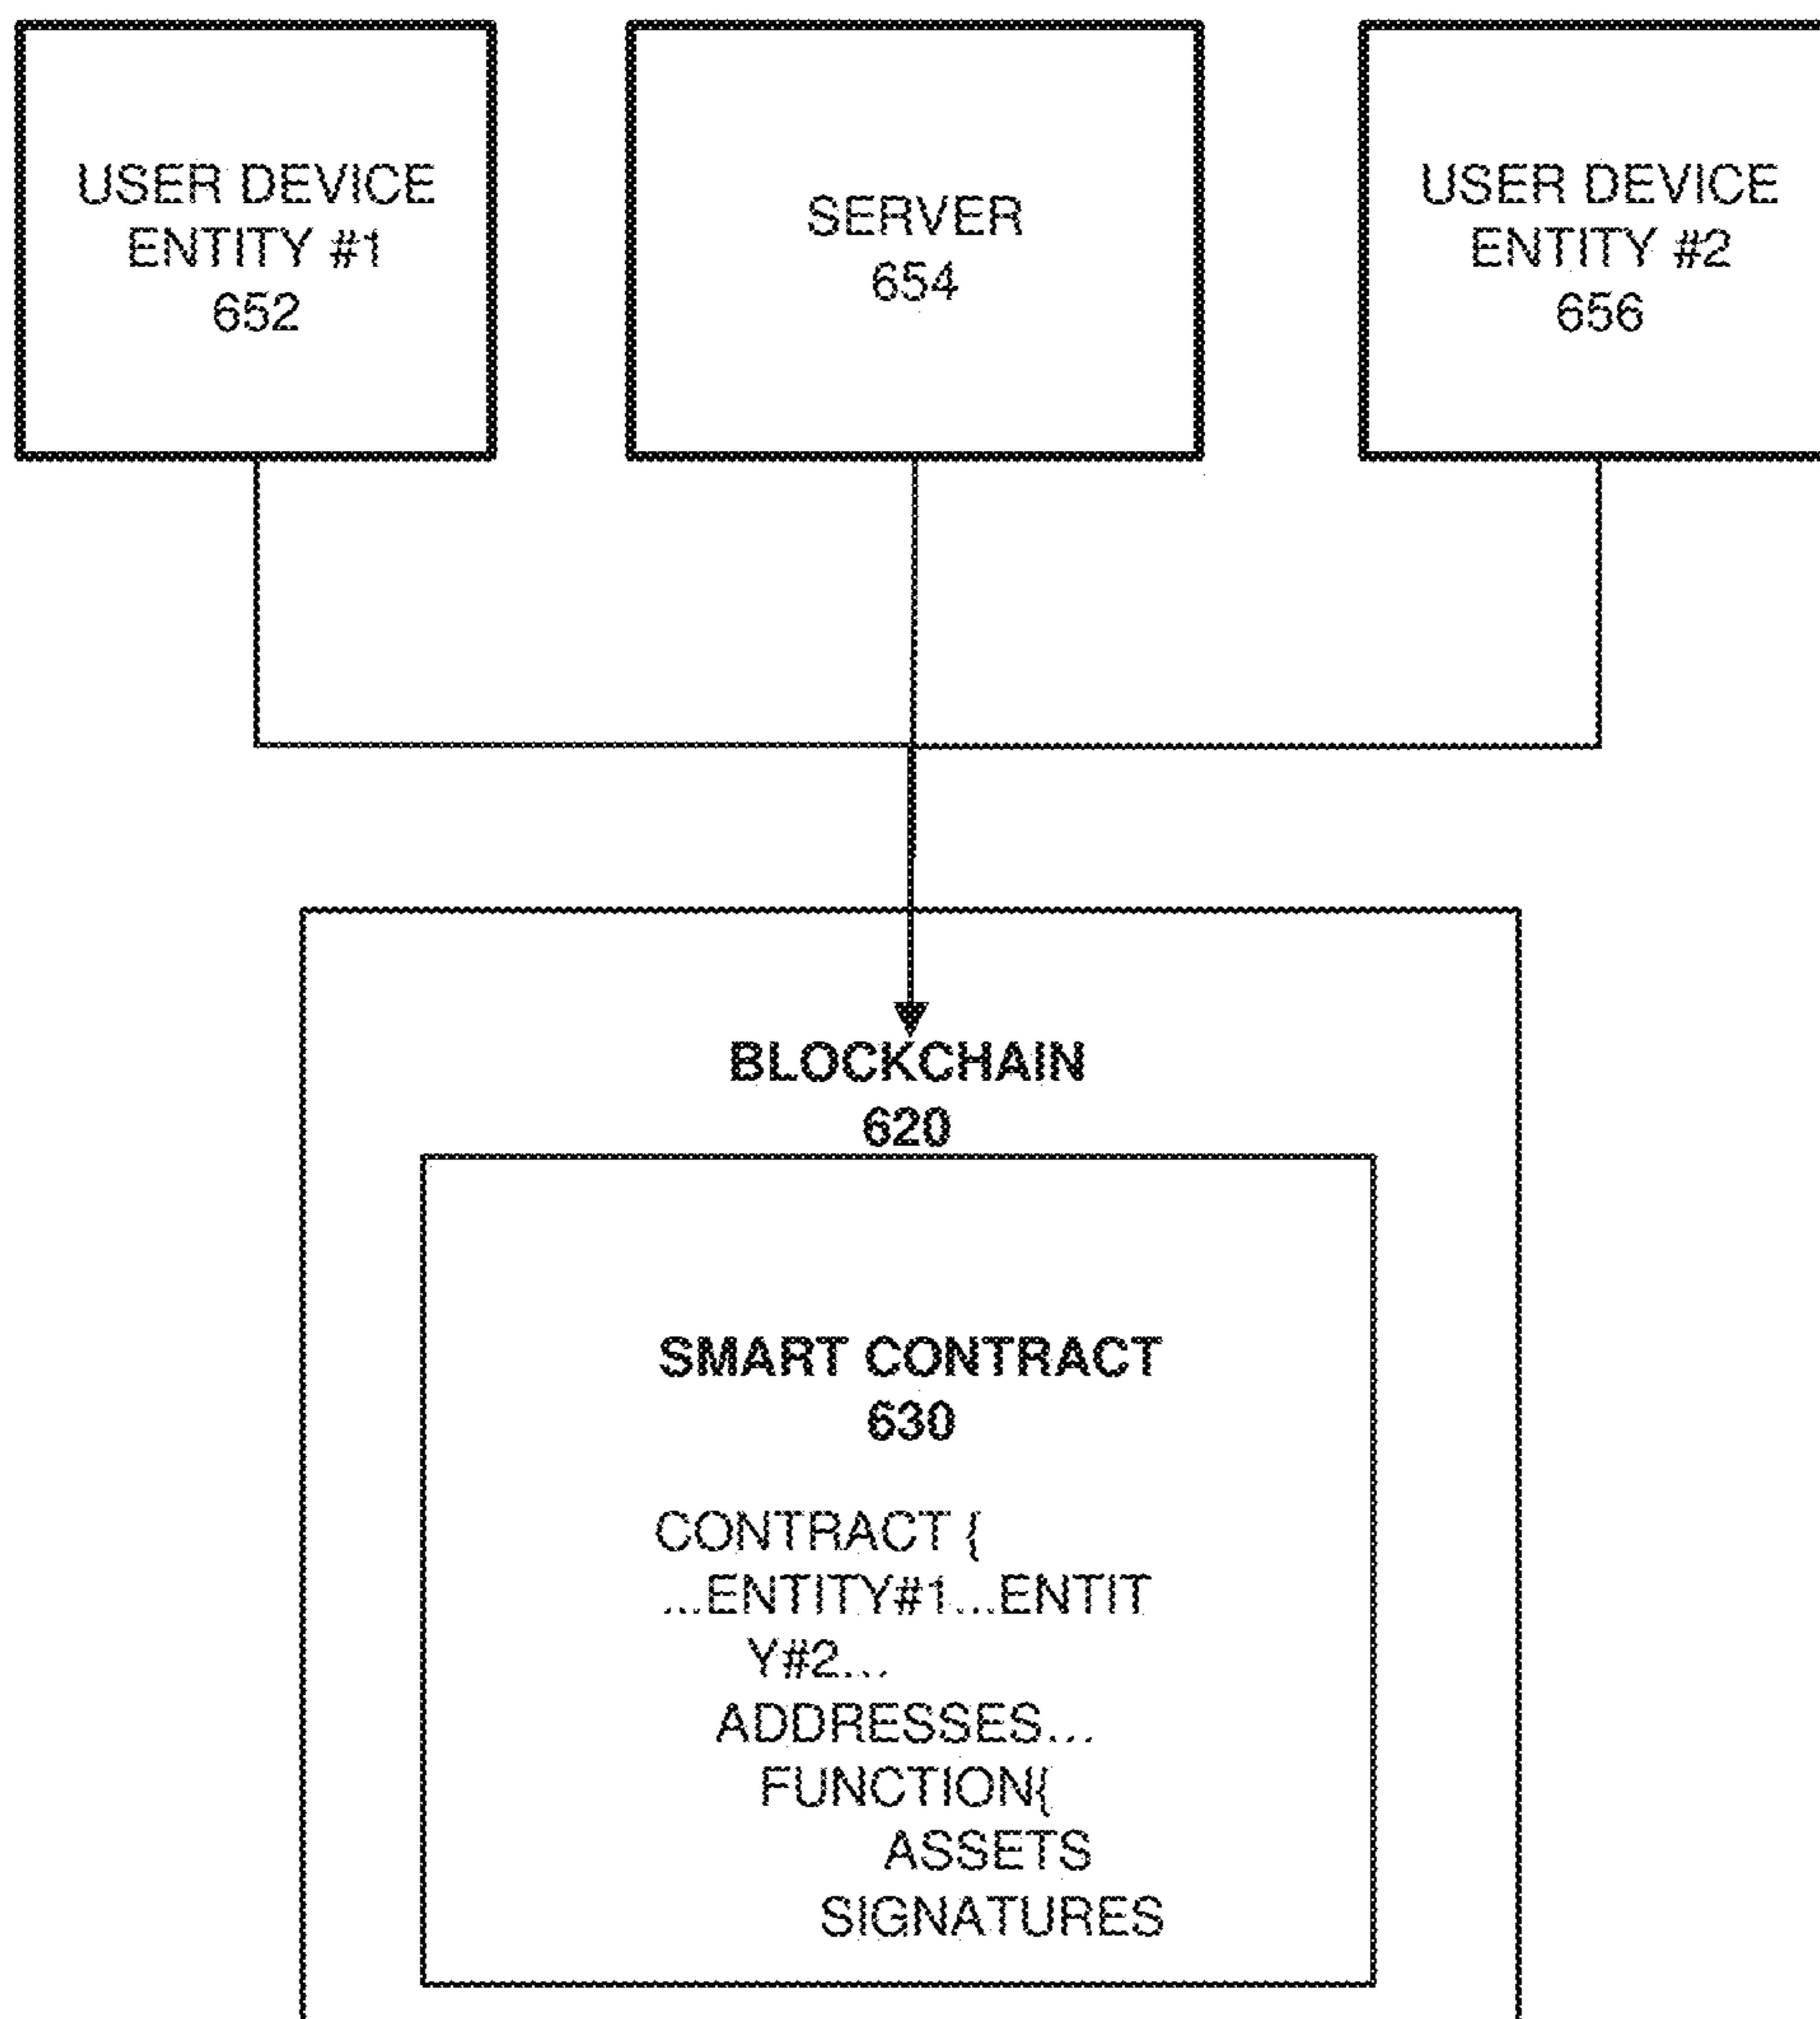 USER DEVICE
ENTITY #1
652
SERVER
654
USER DEVICE
ENTITY #2
656
BLOCKCHAIN
620
SMART CONTRACT
630
CONTRACT {
...ENTITY#1...ENTIT
Y#2...
ADDRESSES...
FUNCTION{
ASSETS
SIGNATURES